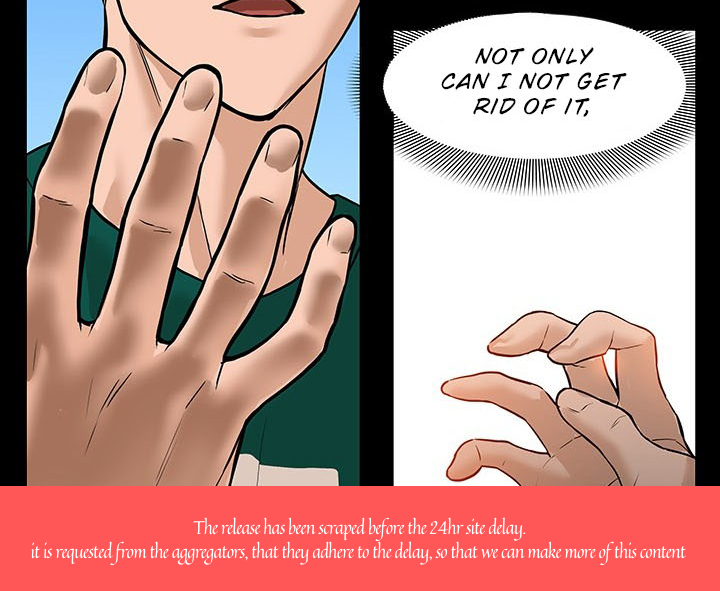 NOT ONLY
CAN I NOT GET
RID OF IT,
The release has been scraped before the 24hr site delay.
it is requested from the aggregators, that they adhere to the delay, so that we can make more of this content